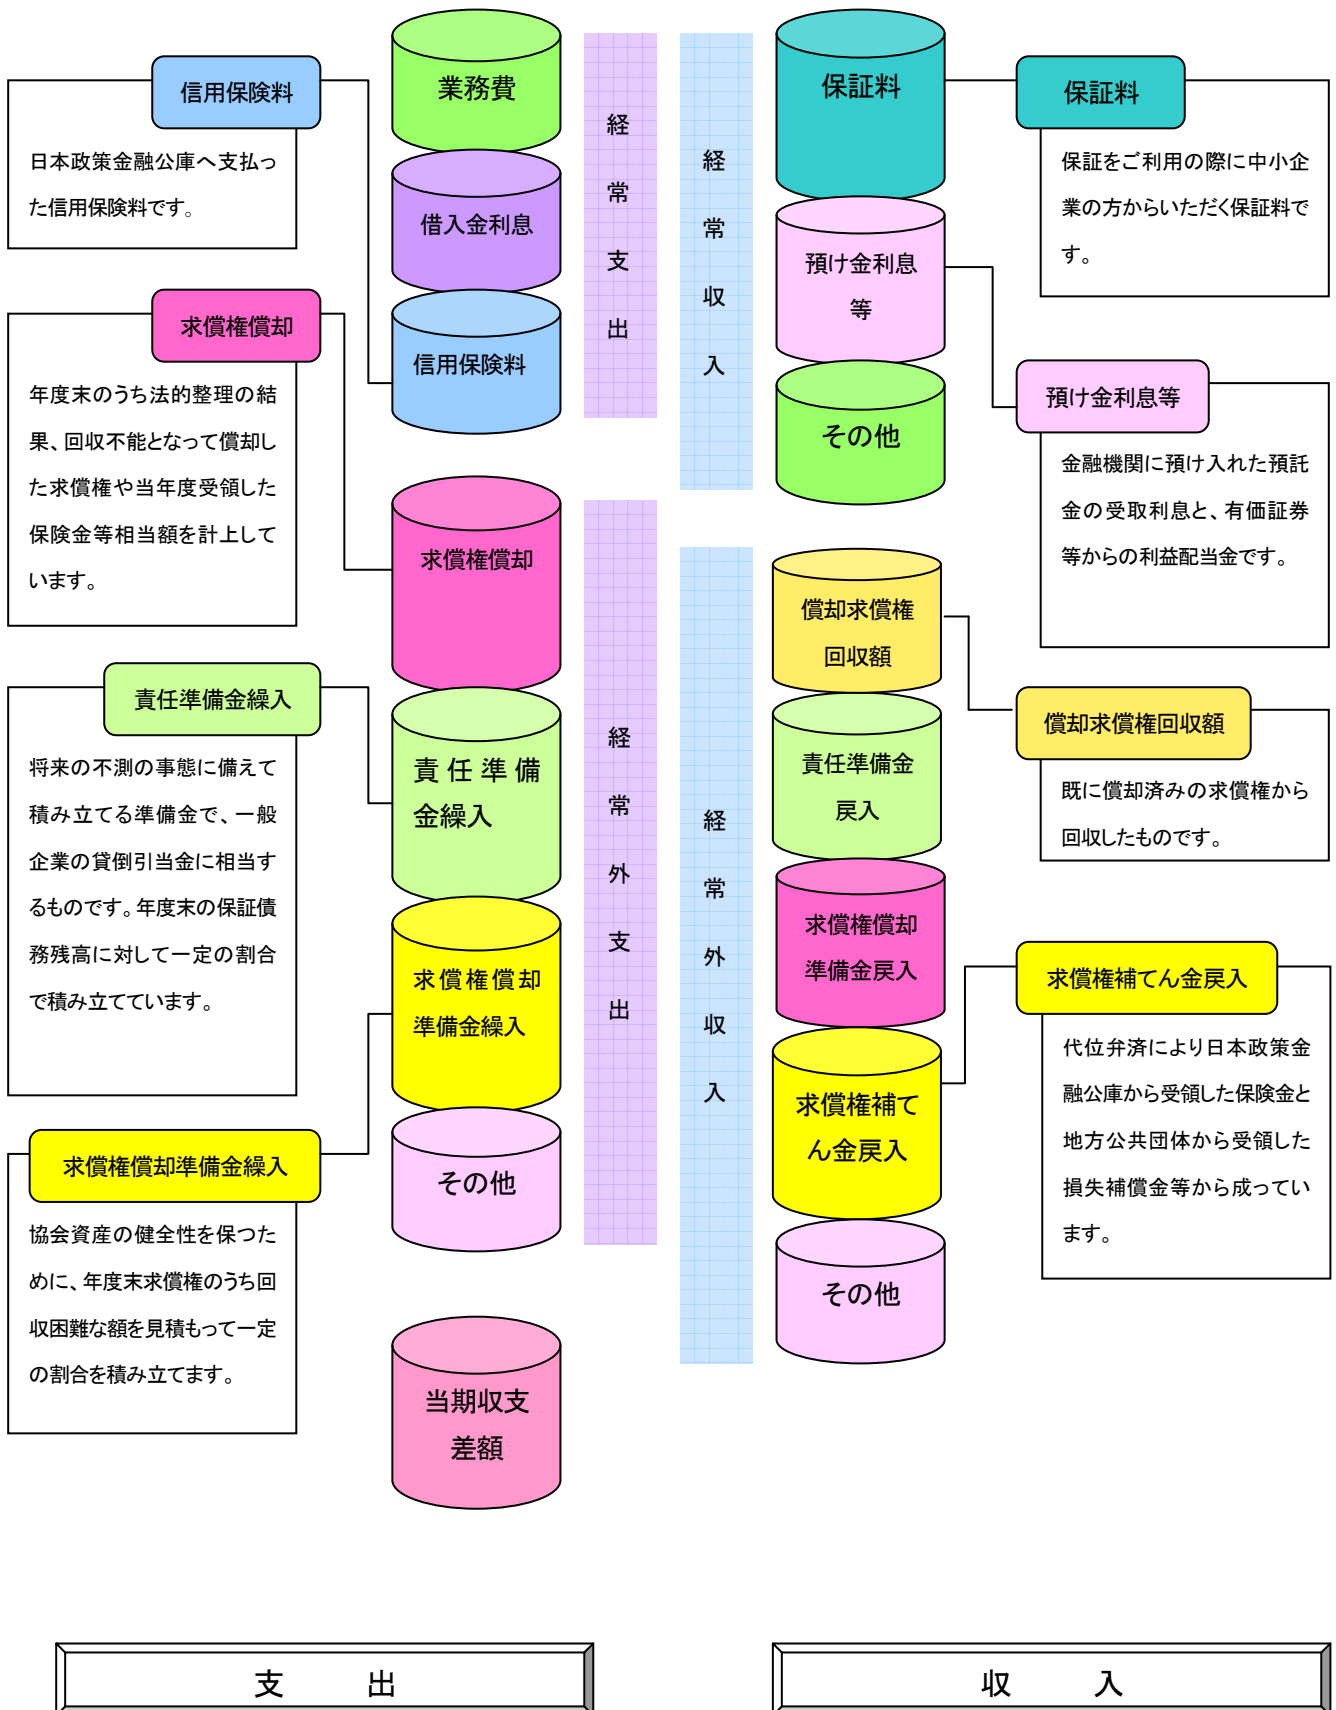 信用保険料
日本政策金融公庫へ支払っ
た信用保険料です。
求償権償却
年度末のうち法的整理の結
果、回収不能となって償却し
た求償権や当年度受領した
保険金等相当額を計上して
います。
責任準備金繰入
将来の不測の事態に備えて
積み立てる準備金で、一般
企業の貸倒引当金に相当す
るものです。年度末の保証債
務残高に対して一定の割合
で積み立てています。
求償権償却準備金繰入
協会資産の健全性を保つた
めに、年度末求償権のうち回
収困難な額を見積もって一定
の割合を積み立てます。
業務費
借入金利息
信用保険料
求償権償却
責任準備
金繰入
求償権償却
準備金繰入
その他
当期収支
差額
経常支出
経常外支出
経常収入
経常外収入
保証料
預け金利息
等
その他
償却求償権
回収額
責任準備金
戻入
求償権償却
準備金戻入
求償権補て
ん金戻入
その他
保証料
保証をご利用の際に中小企
業の方からいただく保証料で
す。
預け金利息等
金融機関に預け入れた預託
金の受取利息と、有価証券
等からの利益配当金です。
償却求償権回収額
既に償却済みの求償権から
回収したものです。
求償権補てん金戻入
代位弁済により日本政策金
融公庫から受領した保険金と
地方公共団体から受領した
損失補償金等から成ってい
ます。
支　　出
収　　入